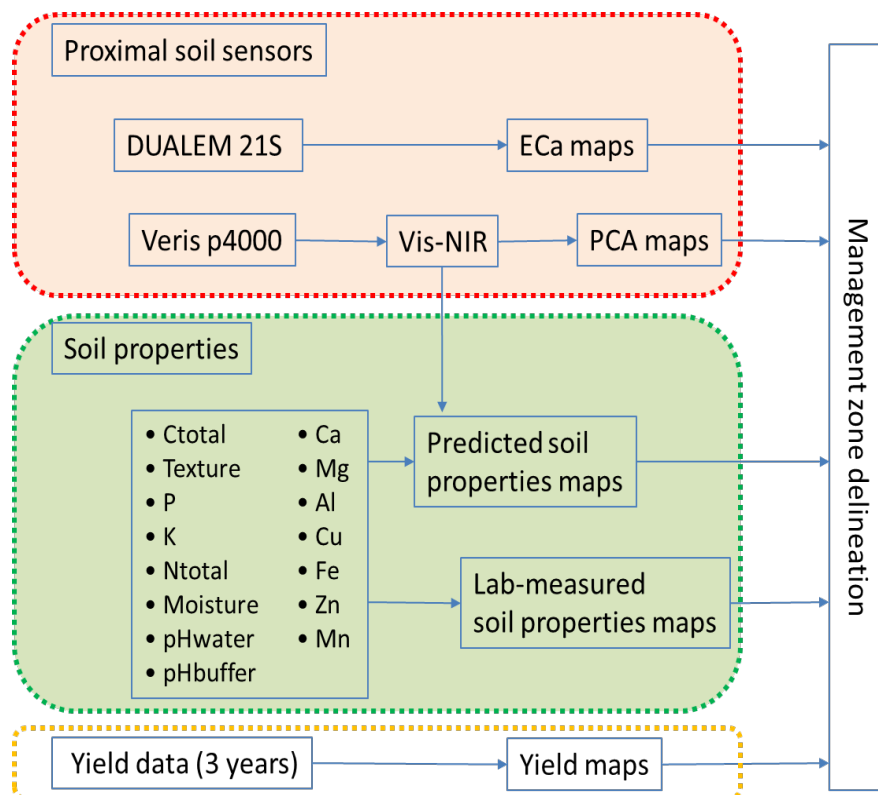 Proximal soil sensors
DUALEM 21S
ECa maps
Veris p4000
Vis-NIR
PCA maps
Soil properties
• Ctotal
• Texture
• P
• K
• Ntotal
• Moisture
• pHwater
• pHbuffer
• Ca
• Mg
• Al
• Cu
• Fe
• Zn
• Mn
Predicted soil
properties maps
Lab-measured
soil properties maps
Yield data (3 years)
Yield maps
Management zone delineation